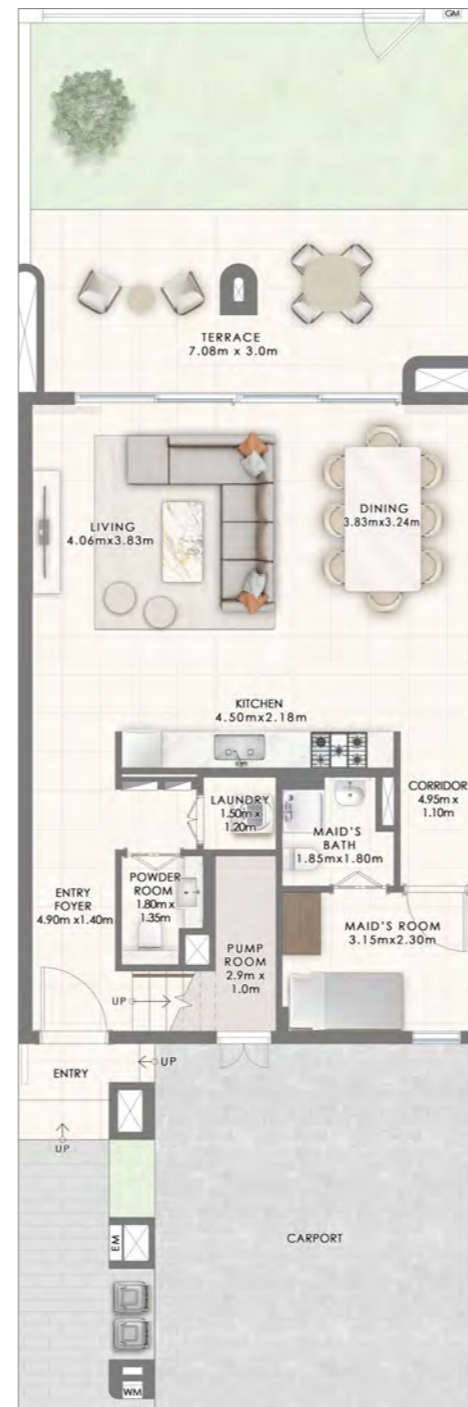 GM
TERRACE
7.08m x 3.0m
LIVING
4.06mx3.83m
DINING
3.83mx3.24m
KITCHEN
4.50mx2.18m
CORRIDOR
4.95m x
1.10m
LAUNDRY
1.50mx
1.20m
MAID'S
BATH
1.85mx1.80m
POWDER
ROOM
1.80mx
1.35m
ENTRY
FOYER
4.90m x1.40m
MAID'S ROOM
3.15mx2.30m
PUMP
ROOM
2.9m x
1.0m
UP
ENTRY
UP
UP
CARPORT
EM
WM